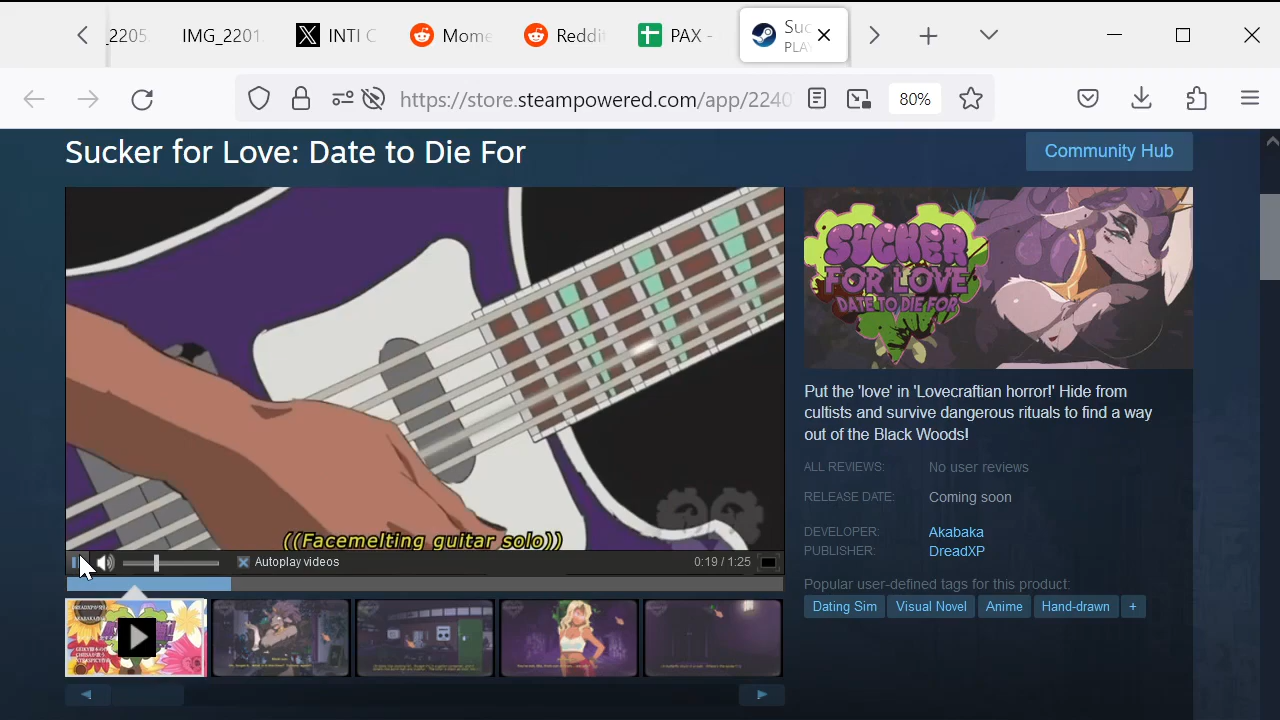 _2205
IMG_2201
INTI C
Mome
Reddit
PAX -
Suc
PLAY
https://store.steampowered.com/app/2240
80%
Sucker for Love: Date to Die For
Community Hub
SUCKER
FOR LOVE
DATE TO DIE FOR
((Facemelting guitar solo))
Autoplay videos
0:19 / 1:25
Put the 'love' in 'Lovecraftian horror!' Hide from
cultists and survive dangerous rituals to find a way
out of the Black Woods!
ALL REVIEWS: No user reviews
RELEASE DATE: Coming soon
DEVELOPER: Akabaka
PUBLISHER: DreadXP
Popular user-defined tags for this product:
Dating Sim Visual Novel Anime Hand-drawn +